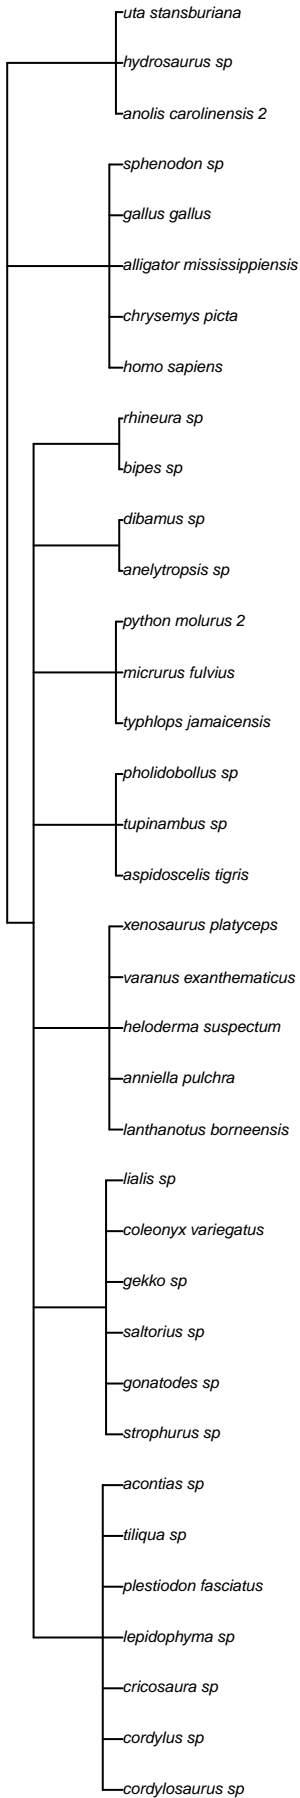 uta stansburiana
hydrosaurus sp
anolis carolinensis 2
sphenodon sp
gallus gallus
alligator mississippiensis
chrysemys picta
homo sapiens
rhineura sp
bipes sp
dibamus sp
anelytropsis sp
python molurus 2
micrurus fulvius
typhlops jamaicensis
pholidobollus sp
tupinambus sp
aspidoscelis tigris
xenosaurus platyceps
varanus exanthematicus
heloderma suspectum
anniella pulchra
lanthanotus borneensis
lialis sp
coleonyx variegatus
gekko sp
saltorius sp
gonatodes sp
strophurus sp
acontias sp
tiliqua sp
plestiodon fasciatus
lepidophyma sp
cricosaura sp
cordylus sp
cordylosaurus sp